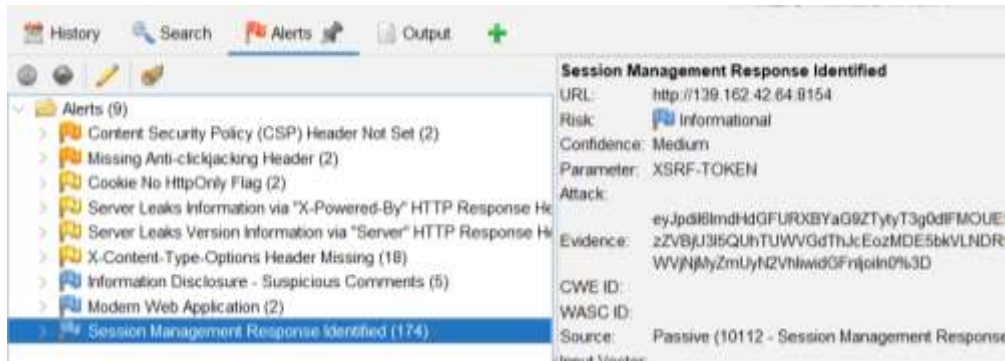 History Search Alerts Output
Alerts (9)
Content Security Policy (CSP) Header Not Set (2)
Missing Anti-clickjacking Header (2)
Cookie No HttpOnly Flag (2)
Server Leaks Information via "X-Powered-By" HTTP Response He
Server Leaks Version Information via "Server" HTTP Response He
X-Content-Type-Options Header Missing (18)
Information Disclosure - Suspicious Comments (5)
Modern Web Application (2)
Session Management Response Identified (174)
Session Management Response Identified
URL: http://139.162.42.64:8154
Risk: Informational
Confidence: Medium
Parameter: XSRF-TOKEN
Attack:
Evidence:
CWE ID:
WASC ID:
Source: Passive (10112 - Session Management Response
Input Vector: